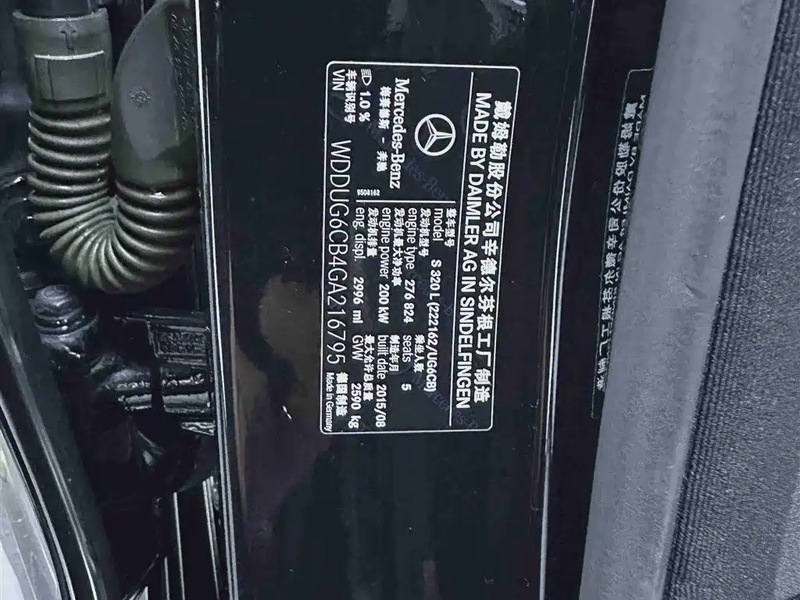 戴姆勒股份公司辛德尔芬根工厂 制造
MADE BY DAIMLER AG IN SINDELFINGEN
Mercedes-Benz
梅赛德斯 - 奔驰
9508162
整车型号
model S 320 L (222162/UG6CB)
发动机型号 乘坐人数
engine type 276 824 seats 5
发动机最大净功率 制造年月
engine power 200 kW built date 2015/08
发动机排量 最大允许总质量
eng. displ. 2996 ml GVW 2590 kg
1.0 %
车辆识别号 德国制造
VIN WDDUG6CB4GA216795 Made in Germany